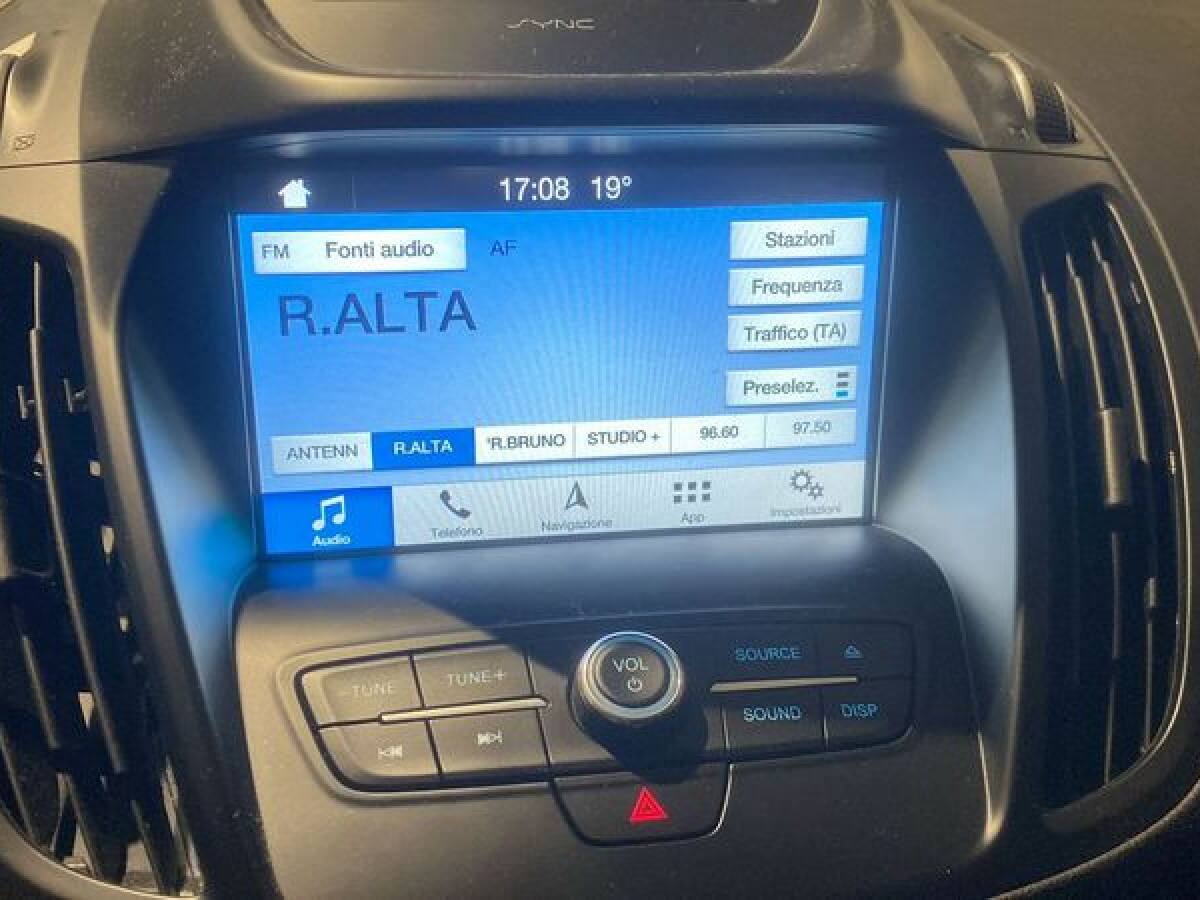 SYNC
17:08 19°
FM Fonti audio AF
Stazioni
R.ALTA
Frequenza
Traffico (TA)
Preselez.
ANTENN R.ALTA *R.BRUNO STUDIO + 96.60 97.50
Audio Telefono Navigazione App Impostazioni
-TUNE TUNE+ VOL SOURCE
SOUND DISP